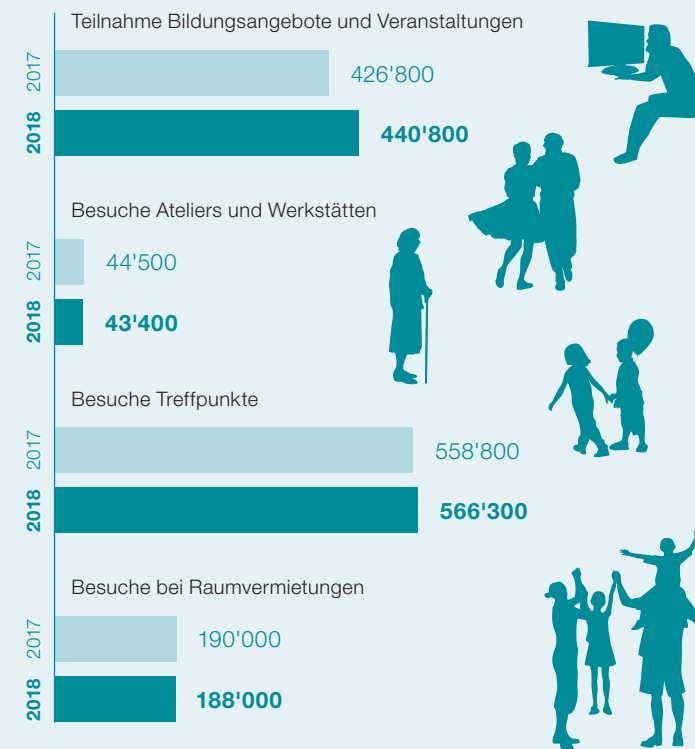 Teilnahme Bildungsangebote und Veranstaltungen
2017 426'800
2018 440'800
Besuche Ateliers und Werkstätten
2017 44'500
2018 43'400
Besuche Treffpunkte
2017 558'800
2018 566'300
Besuche bei Raumvermietungen
2017 190'000
2018 188'000